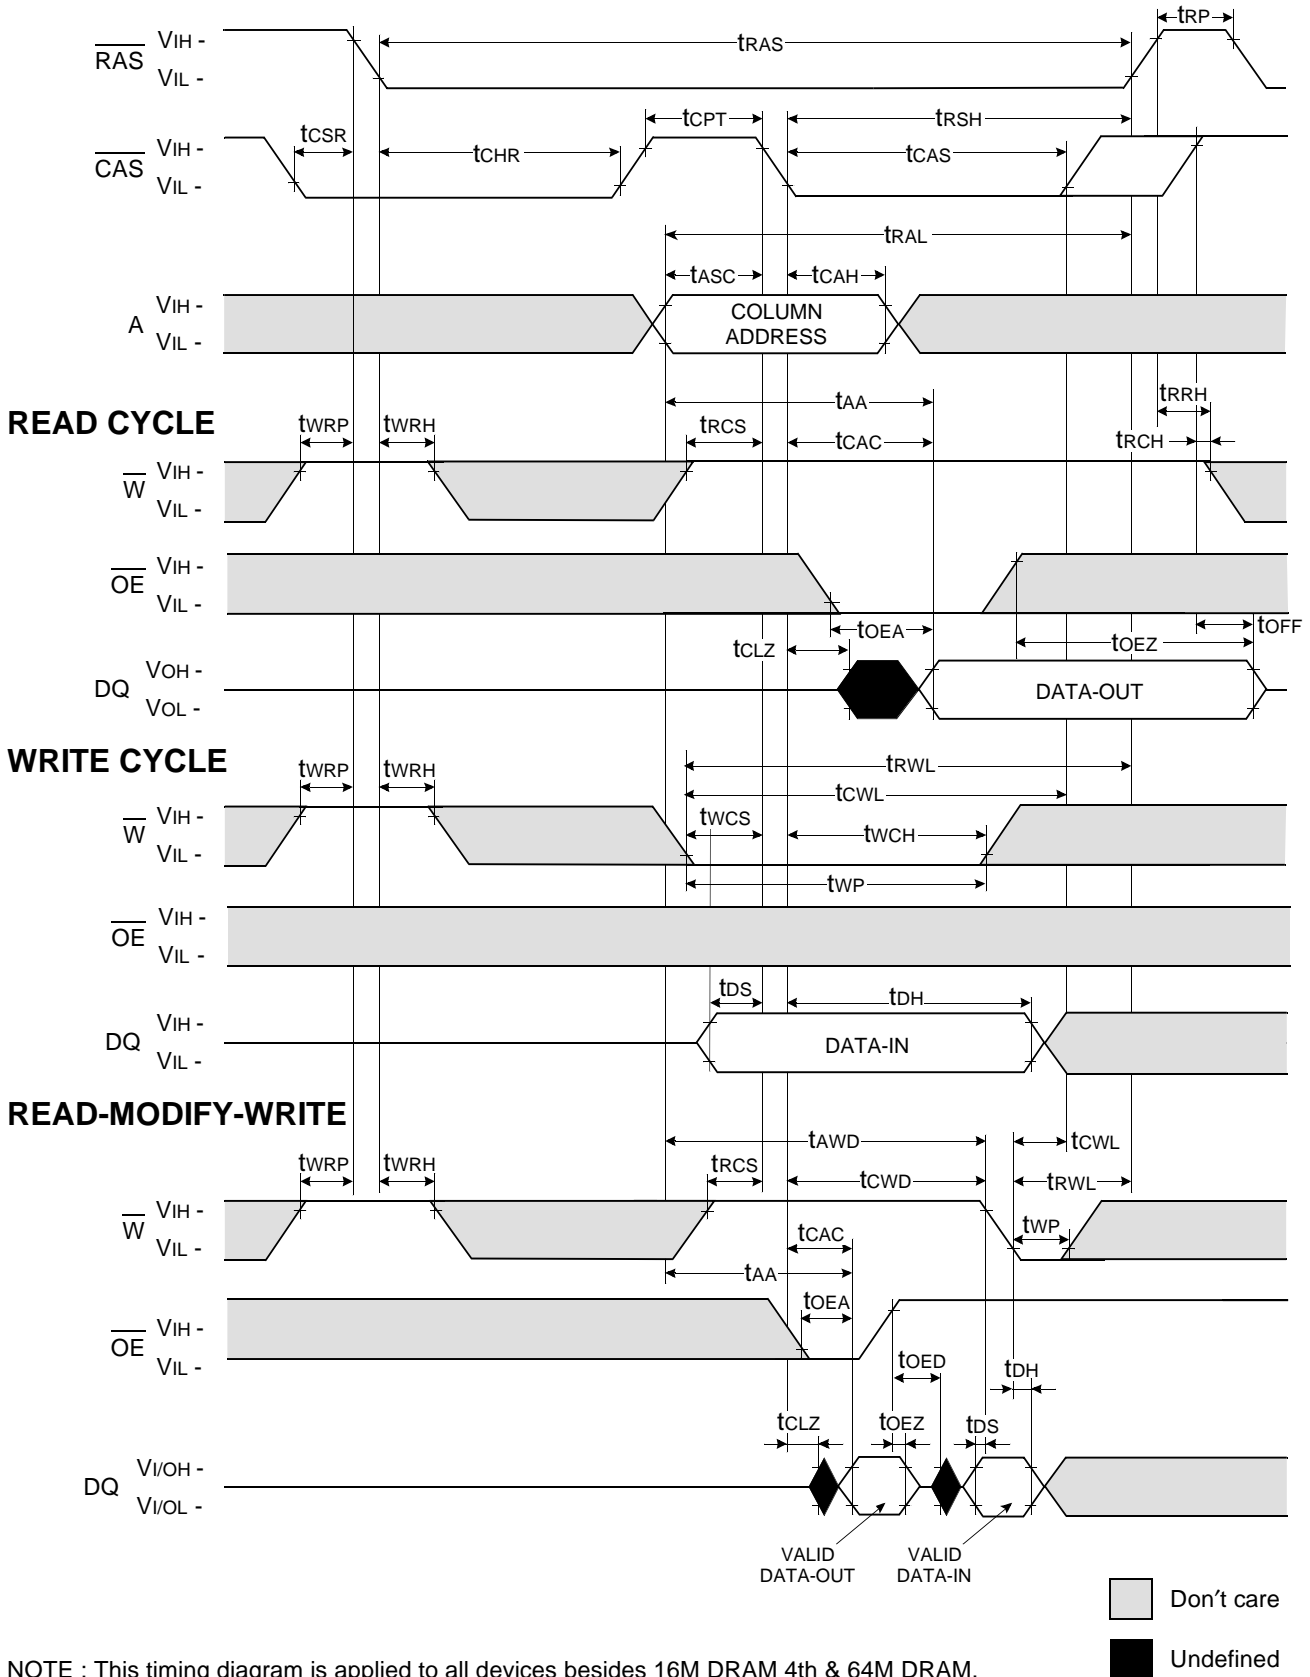 tRP
RAS VIH -
VIL -
tRAS
tCSR tCHR tCPT tRSH
tCAS
CAS VIH -
VIL -
tRAL
tASC tCAH
A VIH -
VIL -
COLUMN
ADDRESS
READ CYCLE
tWRP tWRH tRCS tAA tRRH
tCAC tRCH
W VIH -
VIL -
OE VIH -
VIL -
tOEA tOFF
tCLZ tOEZ
DQ VOH -
VOL -
DATA-OUT
WRITE CYCLE
tWRP tWRH tRWL
tCWL
tWCS tWCH
W VIH -
VIL -
tWP
OE VIH -
VIL -
tDS tDH
DQ VIH -
VIL -
DATA-IN
READ-MODIFY-WRITE
tAWD tCWL
tWRP tWRH tRCS tCWD tRWL
W VIH -
VIL -
tWP
tCAC
tAA
tOEA
OE VIH -
VIL -
tOED tDH
tCLZ tOEZ tDS
DQ VI/OH -
VI/OL -
VALID
DATA-OUT
VALID
DATA-IN
Don't care
Undefined
NOTE : This timing diagram is applied to all devices besides 16M DRAM 4th & 64M DRAM.